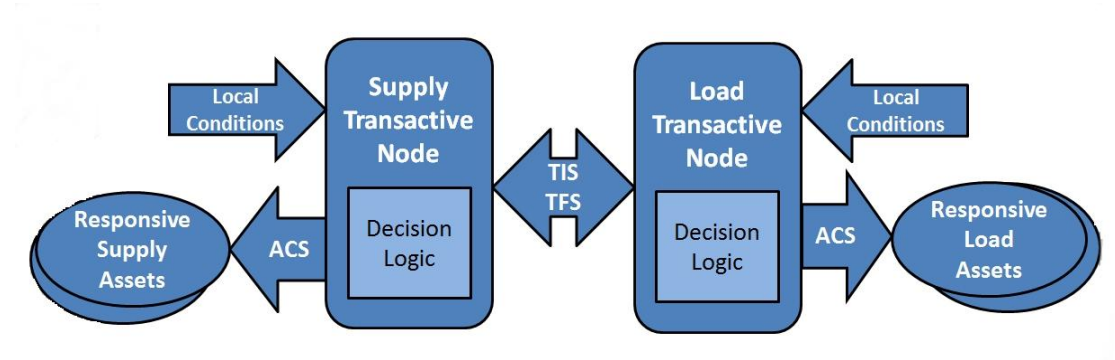 Local
Conditions
Supply
Transactive
Node
Decision
Logic
ACS
Responsive
Supply
Assets
TIS
TFS
Load
Transactive
Node
Decision
Logic
Local
Conditions
ACS
Responsive
Load
Assets